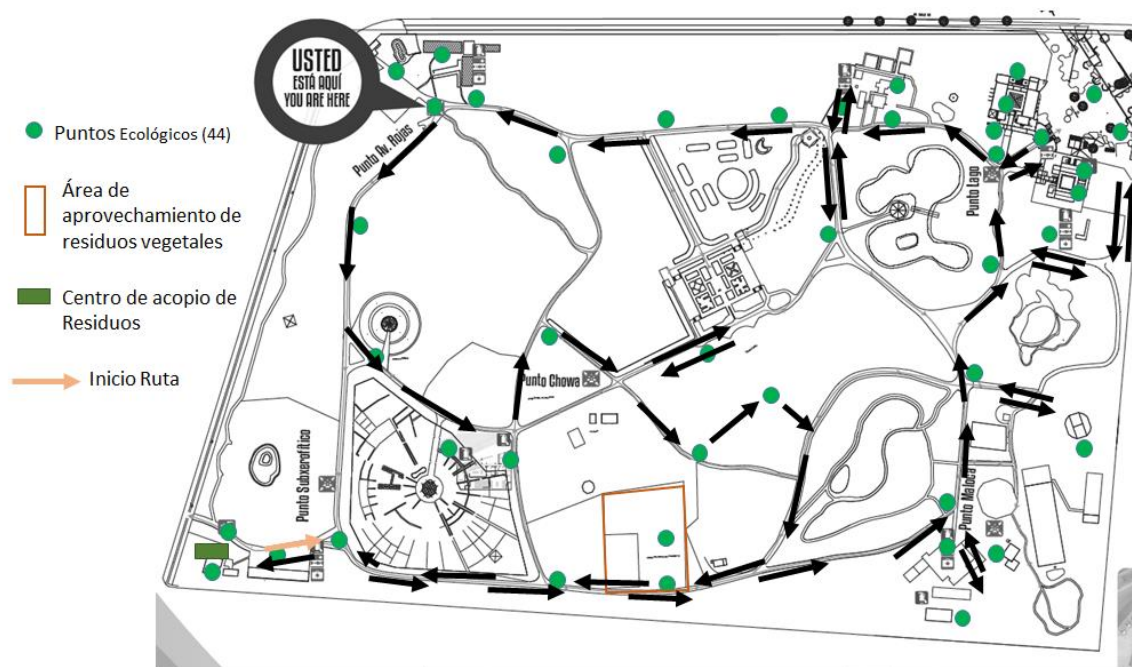 USTED
ESTÁ AQUÍ
YOU ARE HERE
Puntos Ecológicos (44)
Área de
aprovechamiento de
residuos vegetales
Centro de acopio de
Residuos
Inicio Ruta
Punto Av. Rojas
Punto Lago
Punto Chowa
Punto Subxerofítico
Punto Maloca